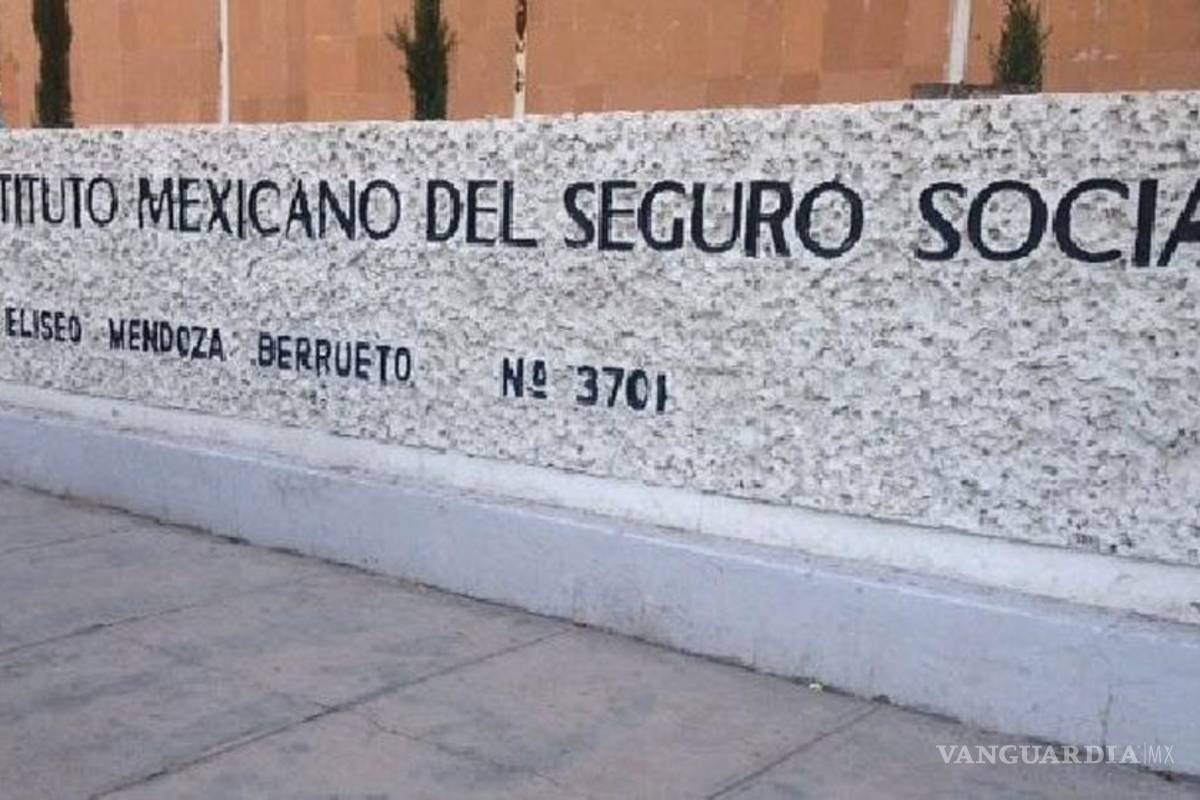 TITUTO MEXICANO DEL SEGURO SOCIA
ELISEO MENDOZA BERRUETO Nº 3701
VANGUARDIA|MX